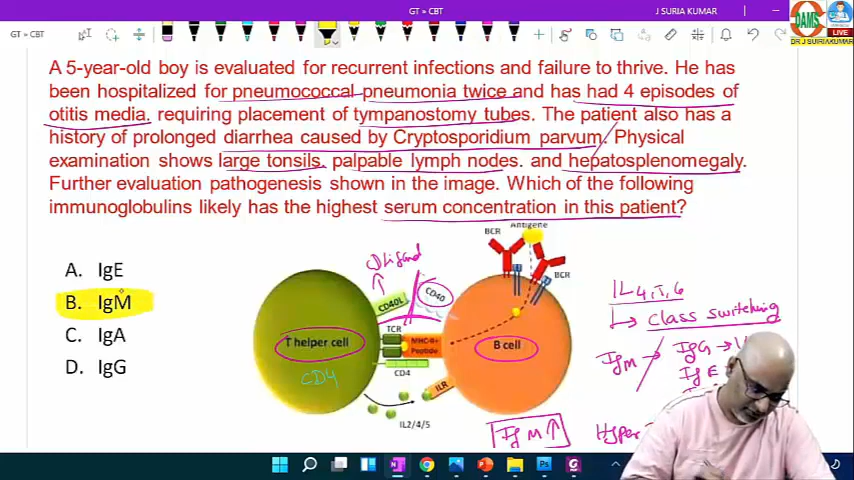 GT » CBT
GT » CBT
J SURIA KUMAR
DAMS
LIVE
DR J SURIAKUMAR
A 5-year-old boy is evaluated for recurrent infections and failure to thrive. He has
been hospitalized for pneumococcal pneumonia twice and has had 4 episodes of
otitis media, requiring placement of tympanostomy tubes. The patient also has a
history of prolonged diarrhea caused by Cryptosporidium parvum. Physical
examination shows large tonsils, palpable lymph nodes. and hepatosplenomegaly.
Further evaluation pathogenesis shown in the image. Which of the following
immunoglobulins likely has the highest serum concentration in this patient?
A. IgE
B. IgM
C. IgA
D. IgG
Antigene
BCR
BCR
CD40L
CD40
TCR
MHC-II+
Peptide
T helper cell
B cell
CD4
CD4
ILR
IL2/4/5
class switching
IgM → IgG →
IgE
IgM ↑
Hyper